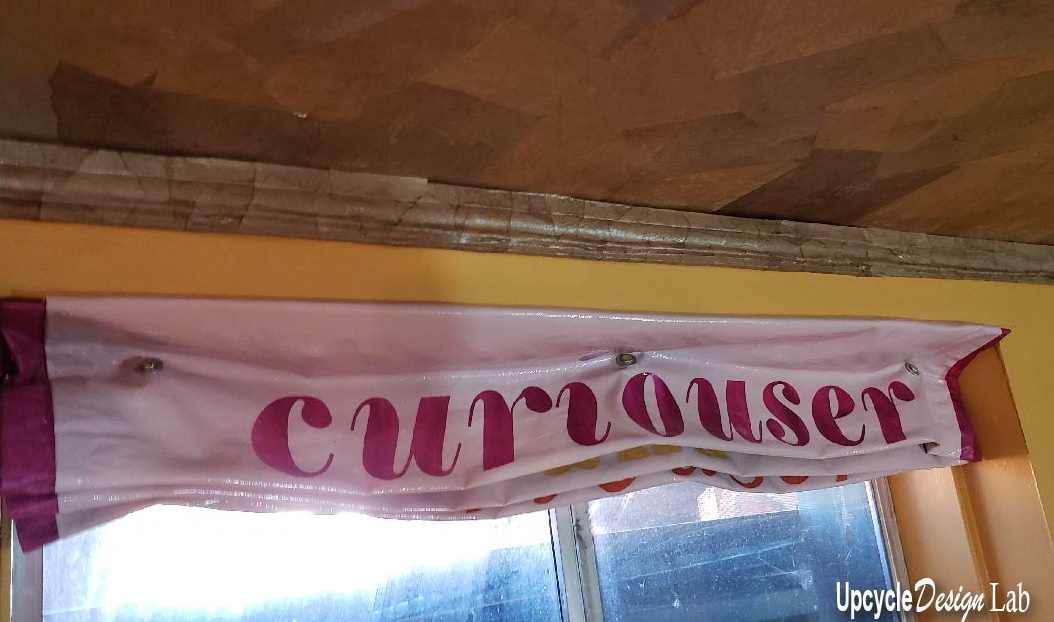 curiouser
Upcycle Design Lab